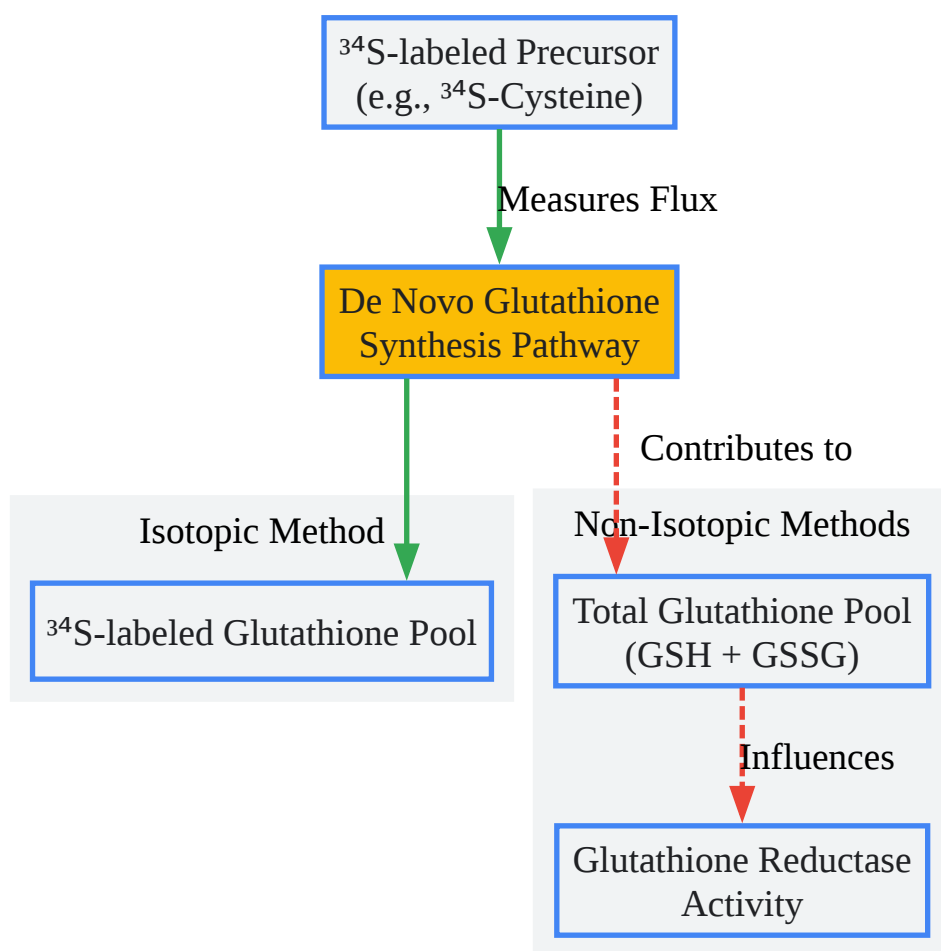 ³⁴S-labeled Precursor
(e.g., ³⁴S-Cysteine)
Measures Flux
De Novo Glutathione
Synthesis Pathway
Contributes to
Isotopic Method
³⁴S-labeled Glutathione Pool
Non-Isotopic Methods
Total Glutathione Pool
(GSH + GSSG)
Influences
Glutathione Reductase
Activity